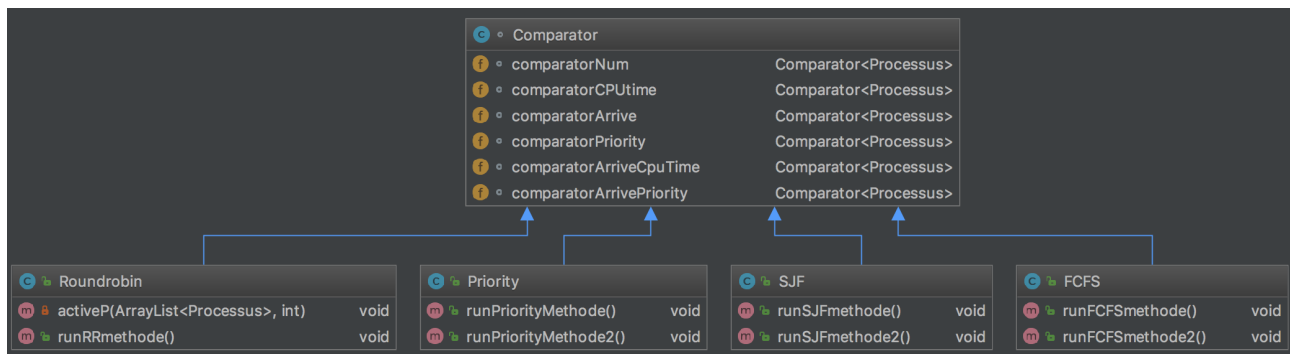 Comparator
comparatorNum Comparator<Processus>
comparatorCPUtime Comparator<Processus>
comparatorArrive Comparator<Processus>
comparatorPriority Comparator<Processus>
comparatorArriveCpuTime Comparator<Processus>
comparatorArrivePriority Comparator<Processus>
Roundrobin
activeP(ArrayList<Processus>, int) void
runRRmethode() void
Priority
runPriorityMethode() void
runPriorityMethode2() void
SJF
runSJFmethode() void
runSJFmethode2() void
FCFS
runFCFSmethode() void
runFCFSmethode2() void